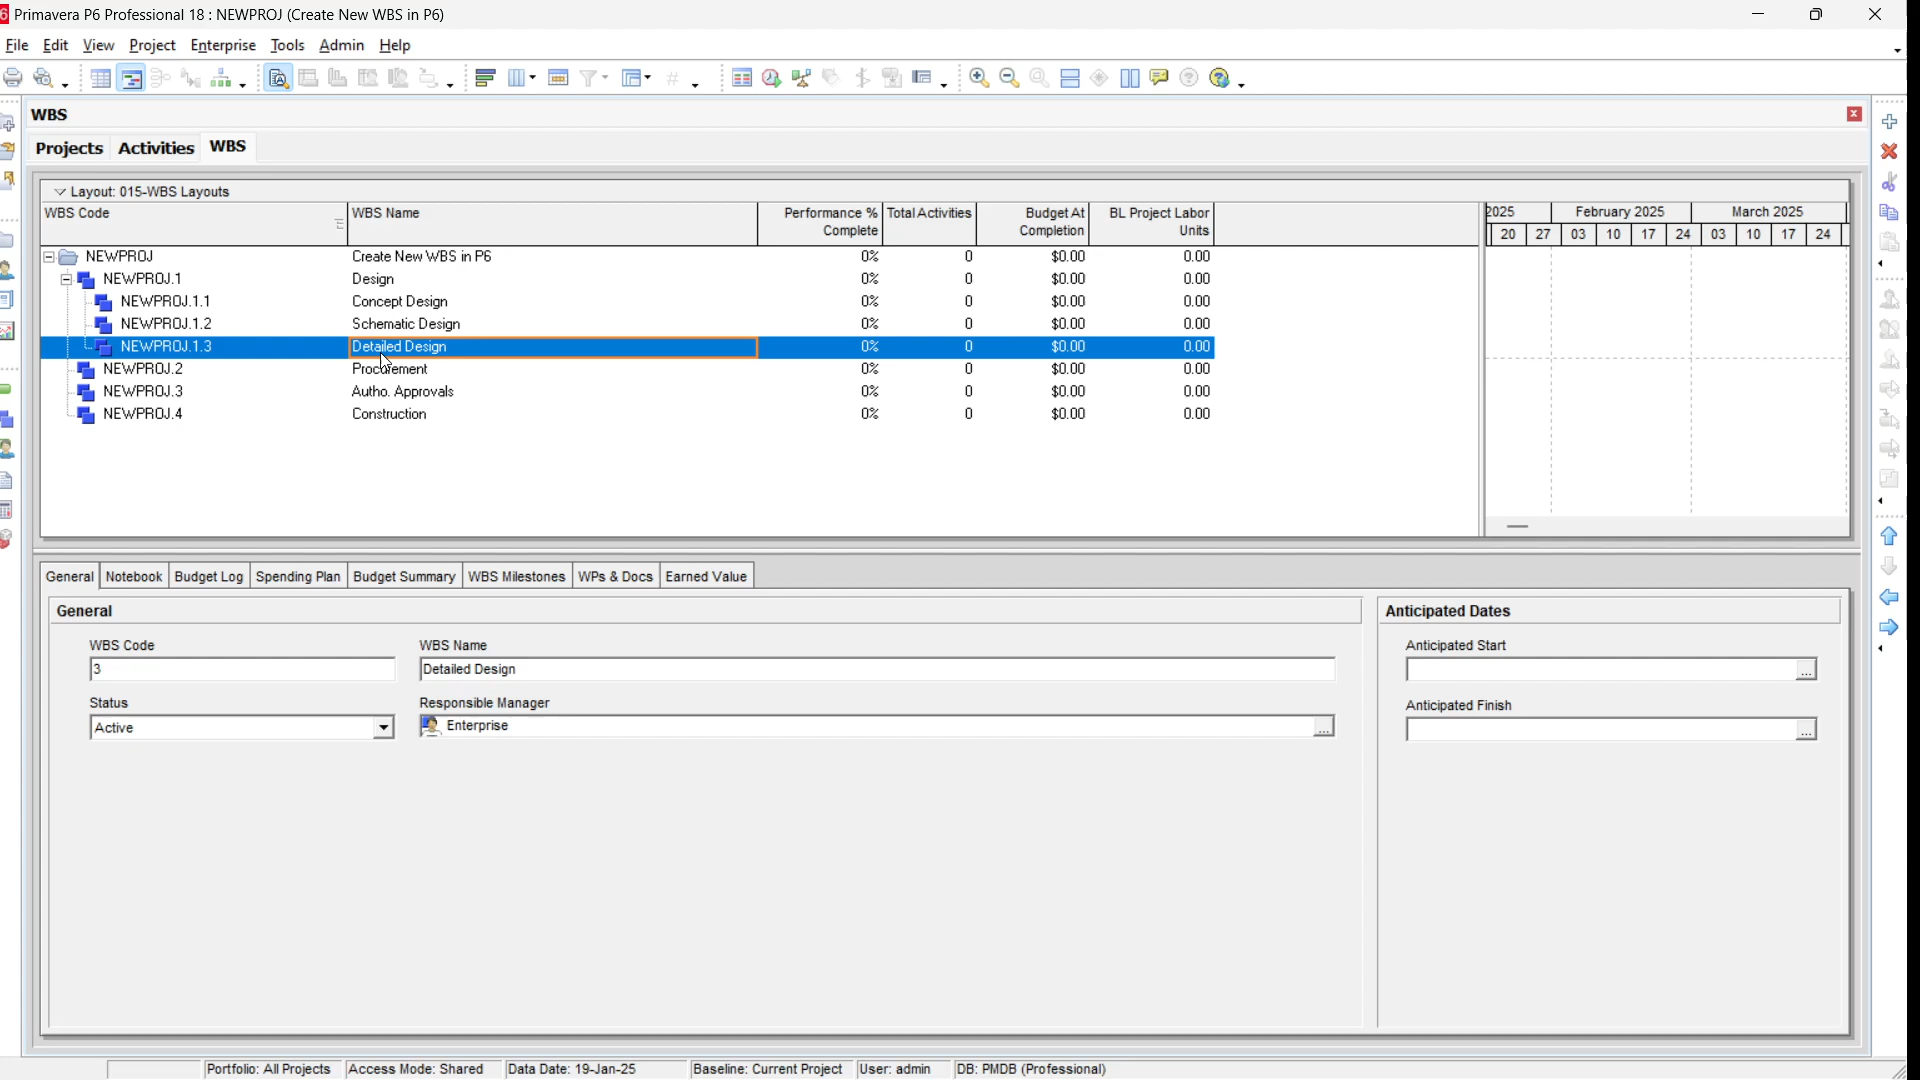 Primavera P6 Professional 18 : NEWPROJ (Create New WBS in P6)
File Edit View Project Enterprise Tools Admin Help
WBS
Projects Activities WBS
Layout: 015-WBS Layouts
WBS Code WBS Name Performance % Complete Total Activities Budget At Completion BL Project Labor Units
2025 February 2025 March 2025
20 27 03 10 17 24 03 10 17 24
NEWPROJ Create New WBS in P6 0% 0 $0.00 0.00
NEWPROJ.1 Design 0% 0 $0.00 0.00
NEWPROJ.1.1 Concept Design 0% 0 $0.00 0.00
NEWPROJ.1.2 Schematic Design 0% 0 $0.00 0.00
NEWPROJ.1.3 Detailed Design 0% 0 $0.00 0.00
NEWPROJ.2 Procurement 0% 0 $0.00 0.00
NEWPROJ.3 Autho. Approvals 0% 0 $0.00 0.00
NEWPROJ.4 Construction 0% 0 $0.00 0.00
General Notebook Budget Log Spending Plan Budget Summary WBS Milestones WPs & Docs Earned Value
General Anticipated Dates
WBS Code WBS Name Anticipated Start
3 Detailed Design
Status Responsible Manager Anticipated Finish
Active Enterprise
Portfolio: All Projects Access Mode: Shared Data Date: 19-Jan-25 Baseline: Current Project User: admin DB: PMDB (Professional)